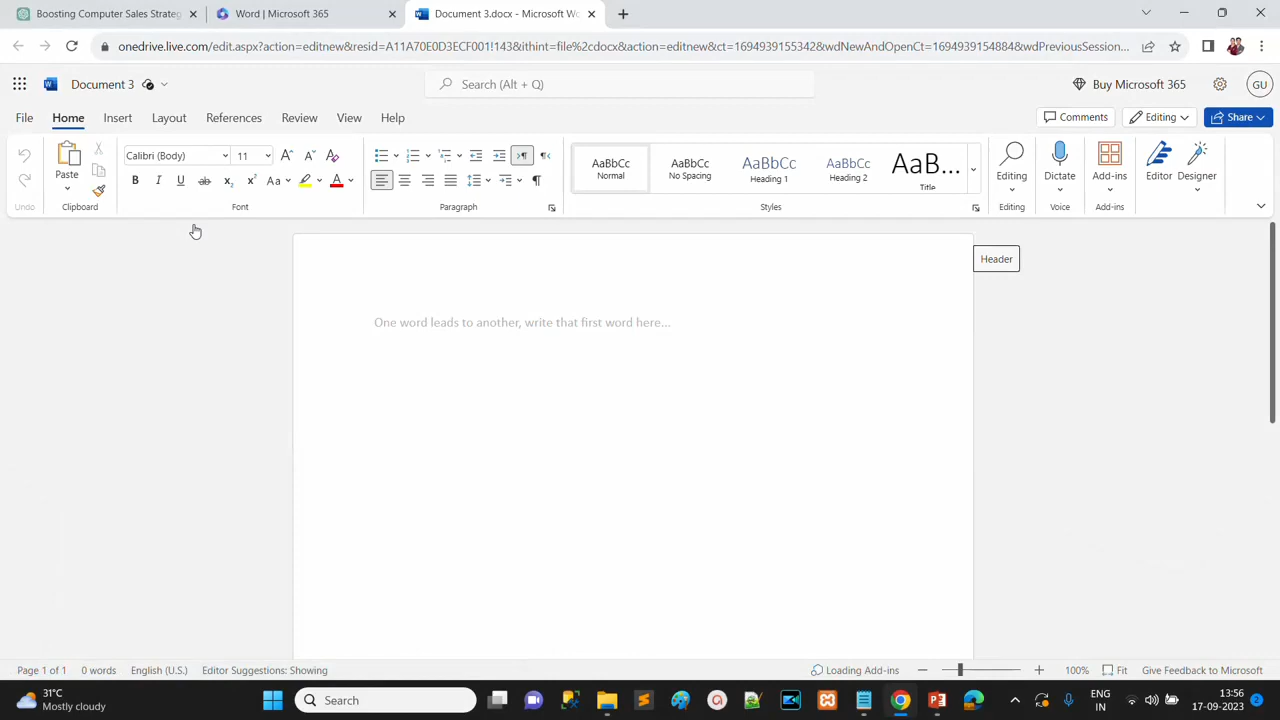 Boosting Computer Sales Strateg
Word | Microsoft 365
Document 3.docx - Microsoft Wo
onedrive.live.com/edit.aspx?action=editnew&resid=A11A70E0D3ECF001!143&ithint=file%2cdocx&action=editnew&ct=1694939155342&wdNewAndOpenCt=1694939154884&wdPreviousSession...
Document 3
Search (Alt + Q)
Buy Microsoft 365
GU
File Home Insert Layout References Review View Help
Comments Editing Share
Paste
Calibri (Body) 11
AbBbCc Normal
AaBbCc No Spacing
AaBbCc Heading 1
AaBbCc Heading 2
AaB... Title
Editing Dictate Add-ins Editor Designer
Undo Clipboard Font Paragraph Styles Editing Voice Add-ins
Header
One word leads to another, write that first word here...
Page 1 of 1 0 words English (U.S.) Editor Suggestions: Showing Loading Add-ins 100% Fit Give Feedback to Microsoft
31°C
Mostly cloudy
Search
ENG
IN
13:56
17-09-2023
2